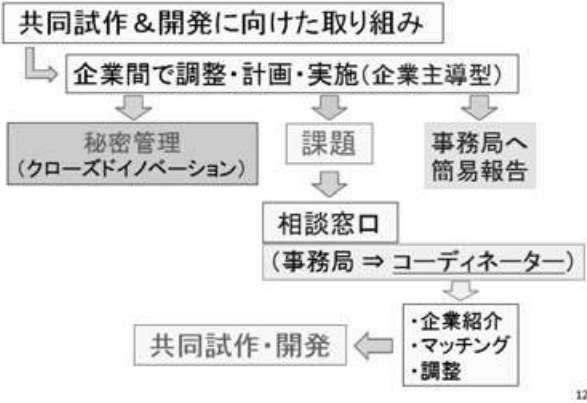 共同試作＆開発に向けた取り組み
企業間で調整・計画・実施（企業主導型）
秘密管理
（クローズドイノベーション）
課題
事務局へ
簡易報告
相談窓口
（事務局 ⇒ コーディネーター）
・企業紹介
・マッチング
・調整
共同試作・開発
12